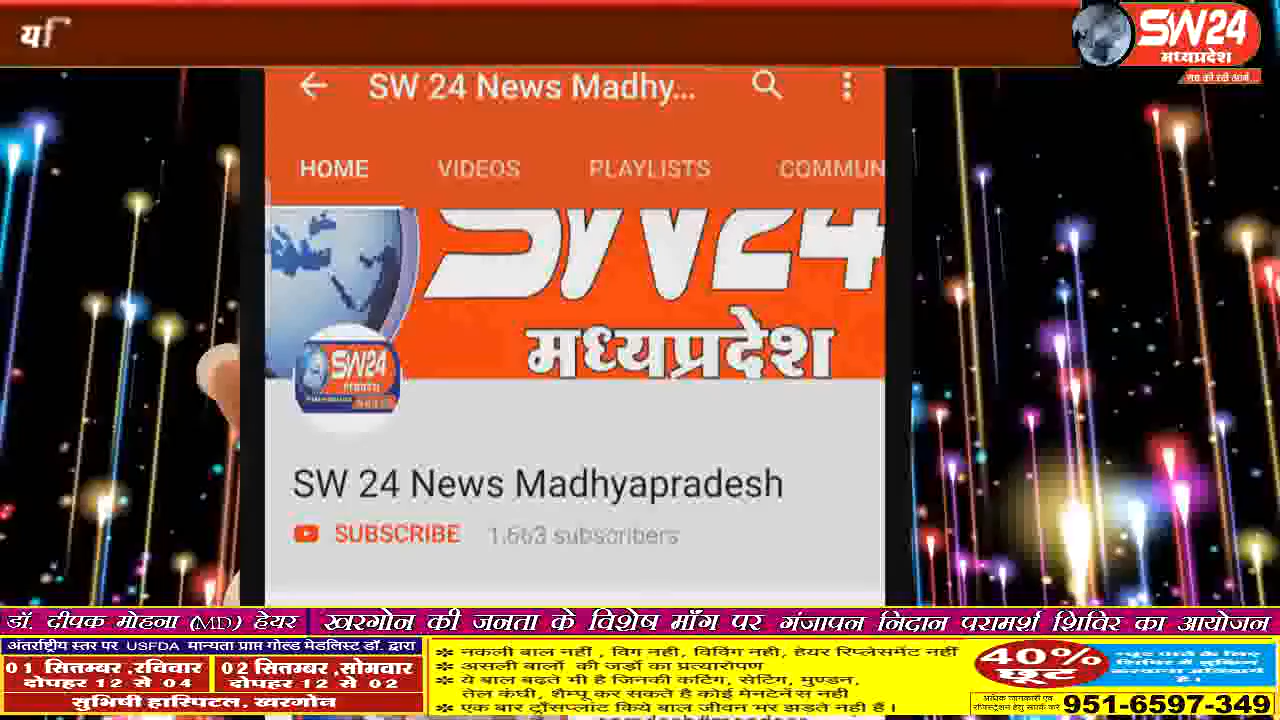 SW24
मध्यप्रदेश
SW 24 News Madhy...
HOME VIDEOS PLAYLISTS COMMUN
SW24
मध्यप्रदेश
SW24
SW 24 News Madhyapradesh
SUBSCRIBE 1,663 subscribers
डॉ. दीपक मोहना (MD) हेयर
खरगोन की जनता के विशेष माँग पर गंजापन निदान परामर्श शिविर का आयोजन
अंतर्राष्ट्रीय स्तर पर USFDA मान्यता प्राप्त गोल्ड मेडलिस्ट डॉ. द्वारा
01 सितम्बर ,रविवार
दोपहर 12 से 04
02 सितम्बर, सोमवार
दोपहर 12 से 02
सुभिषी हास्पिटल, खरगोन
* नकली बाल नहीं , विग नही, विविंग नही, हेयर रिप्लेसमेंट नहीं
* असली बालों की जड़ों का प्रत्यारोपण
* ये बाल बढ़ते भी है जिनकी कटिंग, सेटिंग, मुण्डन,
तेल कंघी, शैम्पू कर सकते है कोई मेनटेनेंस नही
* एक बार ट्राँसप्लांट किये बाल जीवन भर झड़ते नही हैं।
40%
छूट
951-6597-349